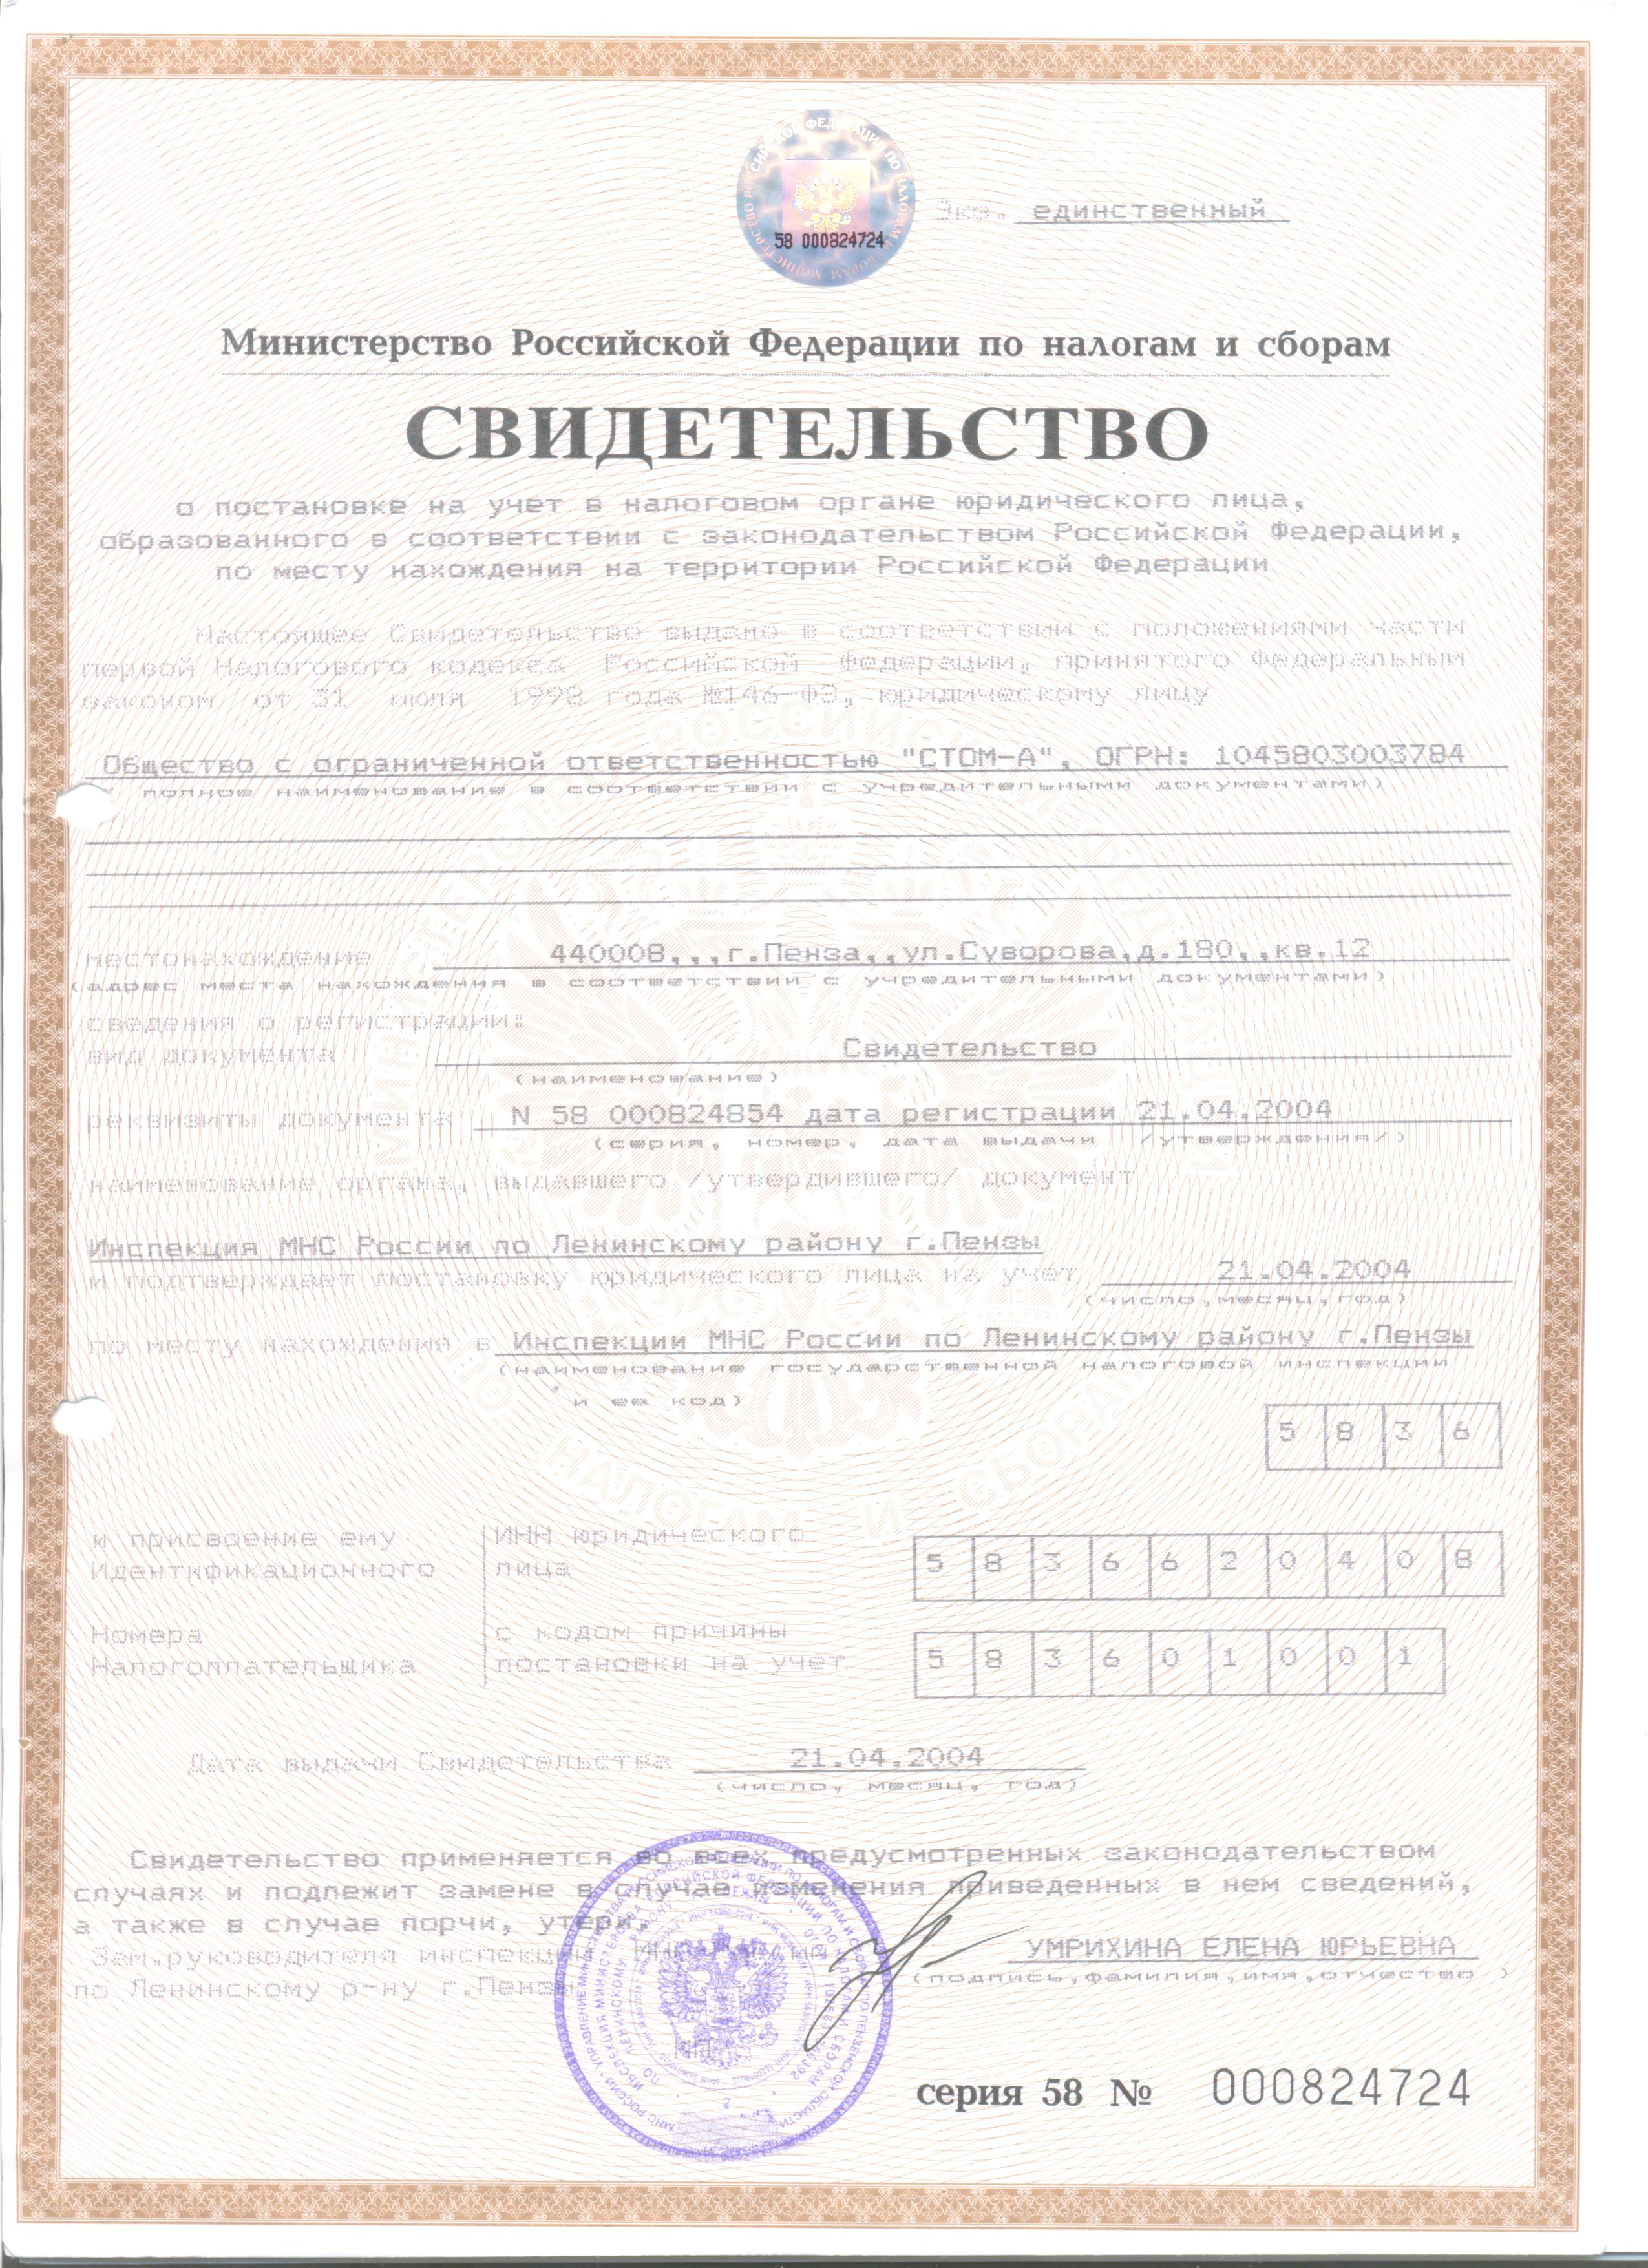 58 000824724
Экз. единственный
Министерство Российской Федерации по налогам и сборам
СВИДЕТЕЛЬСТВО
о постановке на учет в налоговом органе юридического лица,
образованного в соответствии с законодательством Российской Федерации,
по месту нахождения на территории Российской Федерации
Настоящее Свидетельство выдано в соответствии с положениями части
первой Налогового кодекса Российской Федерации, принятого Федеральным
законом от 31 июля 1998 года №146-ФЗ, юридическому лицу
Общество с ограниченной ответственностью "СТОМ-А", ОГРН: 1045803003784
( полное наименование в соответствии с учредительными документами)
местонахождение 440008,,,г.Пенза,,ул.Суворова,д.180,,кв.12
(адрес места нахождения в соответствии с учредительными документами)
сведения о регистрации:
вид документа Свидетельство
(наименование)
реквизиты документа N 58 000824854 дата регистрации 21.04.2004
(серия, номер, дата выдачи /утверждения/)
наименование органа, выдавшего /утвердившего/ документ
Инспекция МНС России по Ленинскому району г.Пензы
и подтверждает постановку юридического лица на учет 21.04.2004
(число,месяц,год)
по месту нахождения в Инспекции МНС России по Ленинскому району г.Пензы
(наименование государственной налоговой инспекции
и ее код)
5 8 3 6
и присвоение ему ИНН юридического
Идентификационного лица 5 8 3 6 6 2 0 4 0 8
Номера с кодом причины
Налогоплательщика постановки на учет 5 8 3 6 0 1 0 0 1
Дата выдачи Свидетельства 21.04.2004
(число, месяц, год)
Свидетельство применяется во всех предусмотренных законодательством
случаях и подлежит замене в случае изменения приведенных в нем сведений,
а также в случае порчи, утери.
Зам.руководителя инспекции МНС России УМРИХИНА ЕЛЕНА ЮРЬЕВНА
по Ленинскому р-ну г.Пензы (подпись,фамилия,имя,отчество )
МП
серия 58 № 000824724